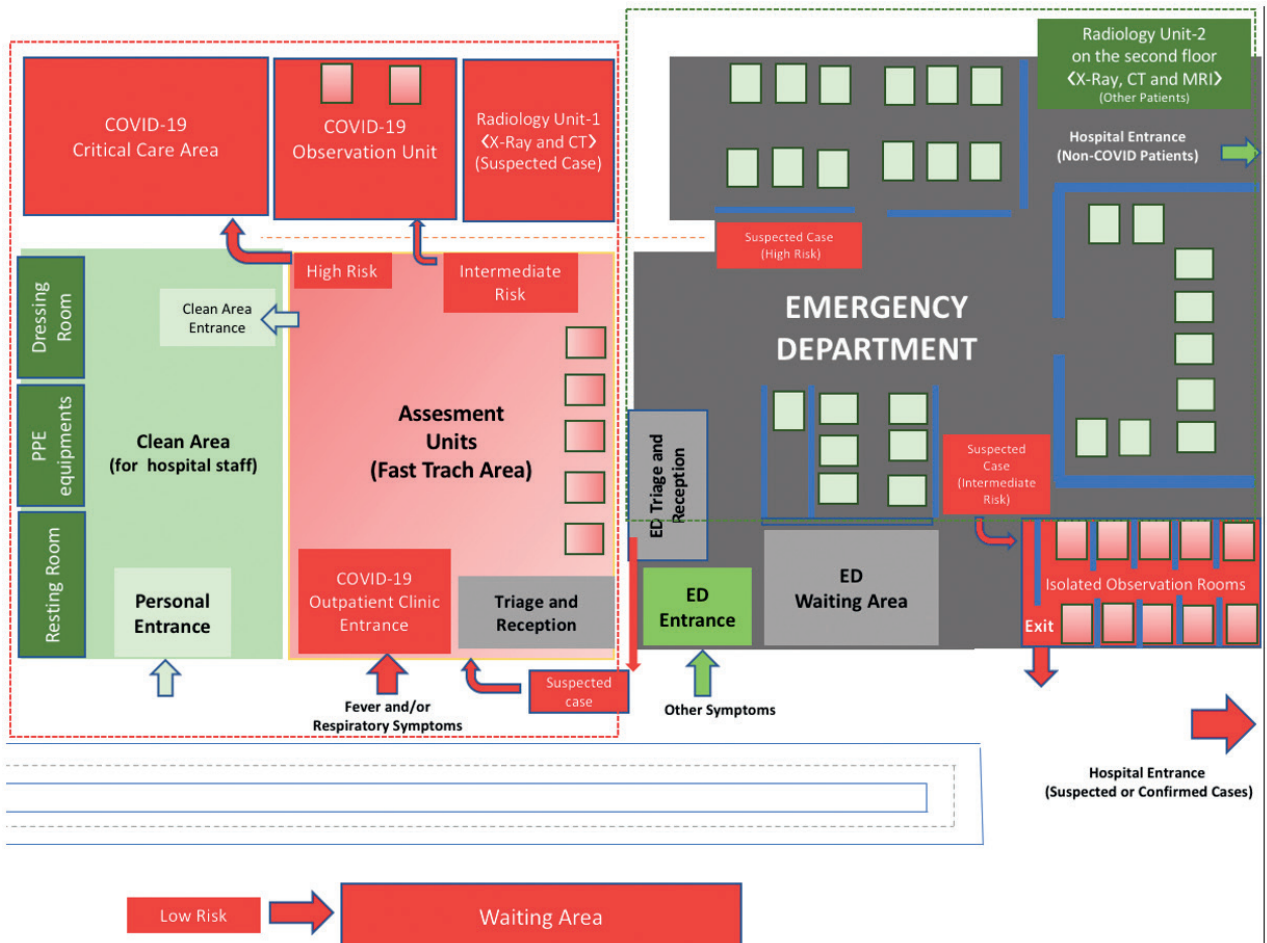 COVID-19
Critical Care Area
COVID-19
Observation Unit
Radiology Unit-1
<X-Ray and CT>
(Suspected Case)
Radiology Unit-2
on the second floor
<X-Ray, CT and MRI>
(Other Patients)
Hospital Entrance
(Non-COVID Patients)
Suspected Case
(High Risk)
High Risk
Intermediate
Risk
Clean Area
Entrance
Dressing
Room
PPE
equipments
Resting Room
Clean Area
(for hospital staff)
Personal
Entrance
Assesment
Units
(Fast Trach Area)
COVID-19
Outpatient Clinic
Entrance
Triage and
Reception
Fever and/or
Respiratory Symptoms
Suspected
case
EMERGENCY
DEPARTMENT
ED Triage and
Reception
ED
Entrance
Other Symptoms
ED
Waiting Area
Suspected
Case
(Intermediate
Risk)
Isolated Observation Rooms
Exit
Hospital Entrance
(Suspected or Confirmed Cases)
Low Risk
Waiting Area